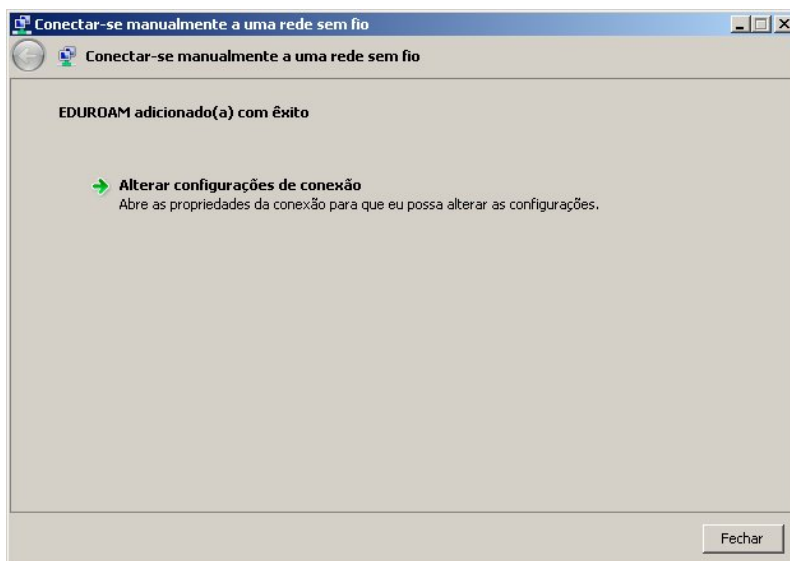 Conectar-se manualmente a uma rede sem fio
Conectar-se manualmente a uma rede sem fio
EDUROAM adicionado(a) com êxito
Alterar configurações de conexão
Abre as propriedades da conexão para que eu possa alterar as configurações.
Fechar